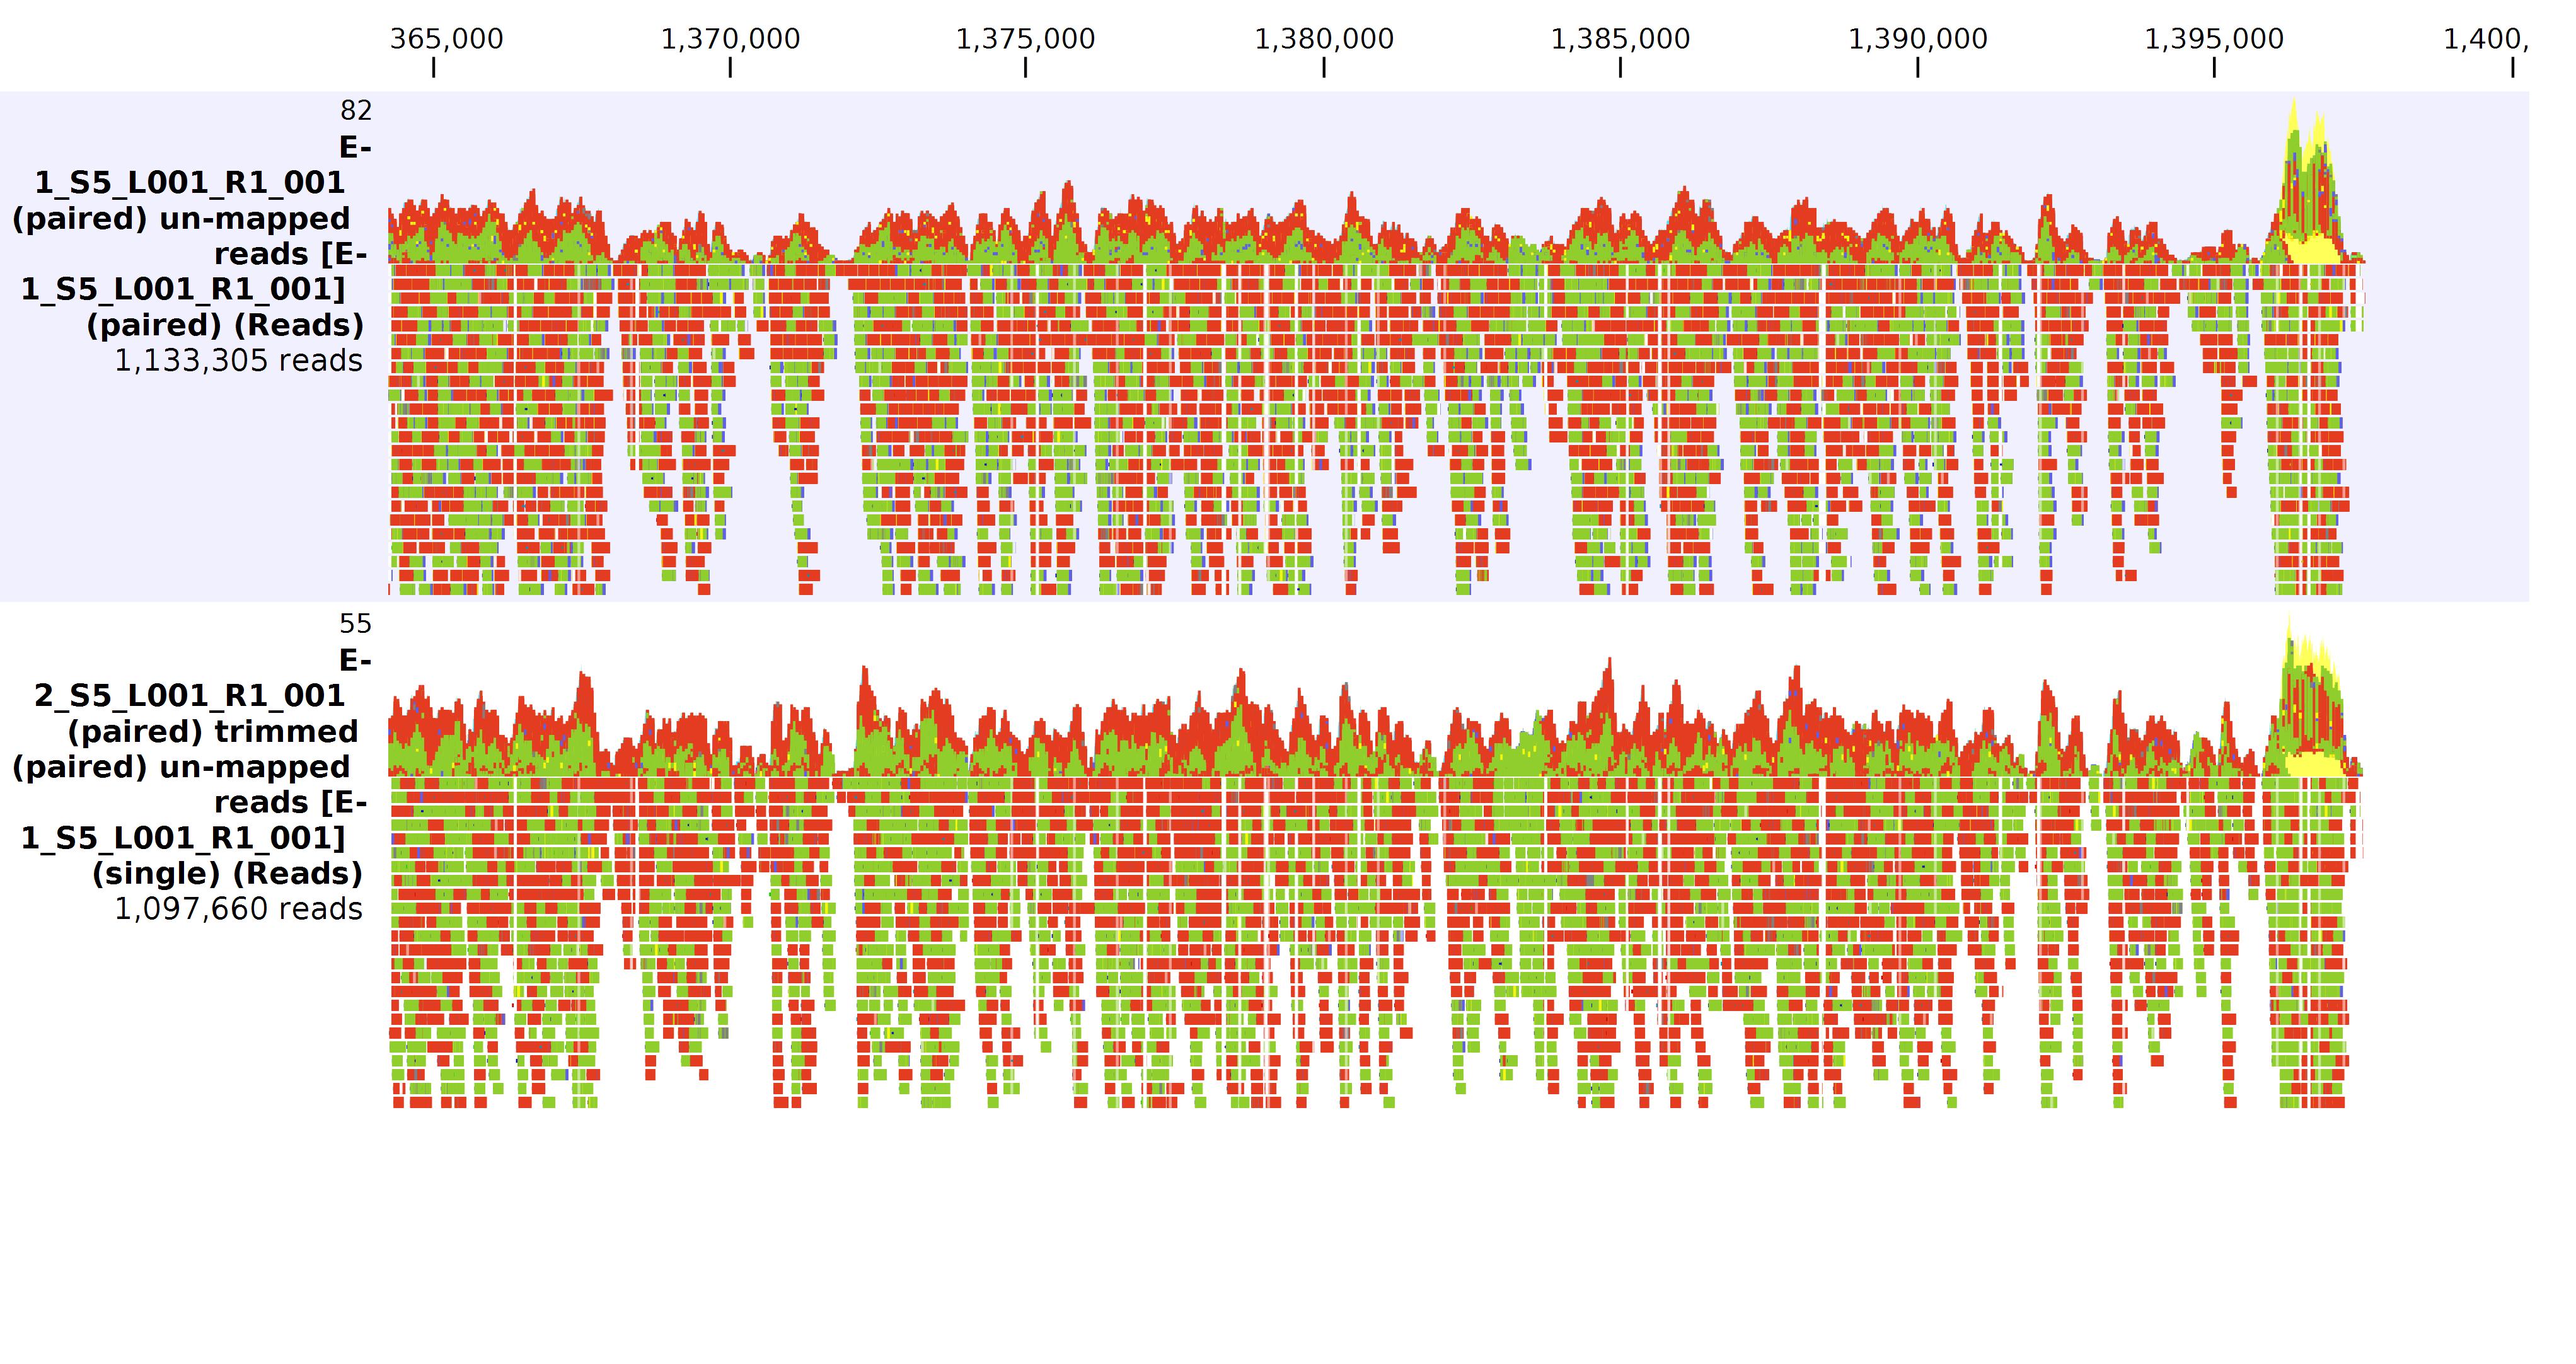 365,000 1,370,000 1,375,000 1,380,000 1,385,000 1,390,000 1,395,000 1,400,
82
E-
1_S5_L001_R1_001
(paired) un-mapped
reads [E-
1_S5_L001_R1_001]
(paired) (Reads)
1,133,305 reads
55
E-
2_S5_L001_R1_001
(paired) trimmed
(paired) un-mapped
reads [E-
1_S5_L001_R1_001]
(single) (Reads)
1,097,660 reads